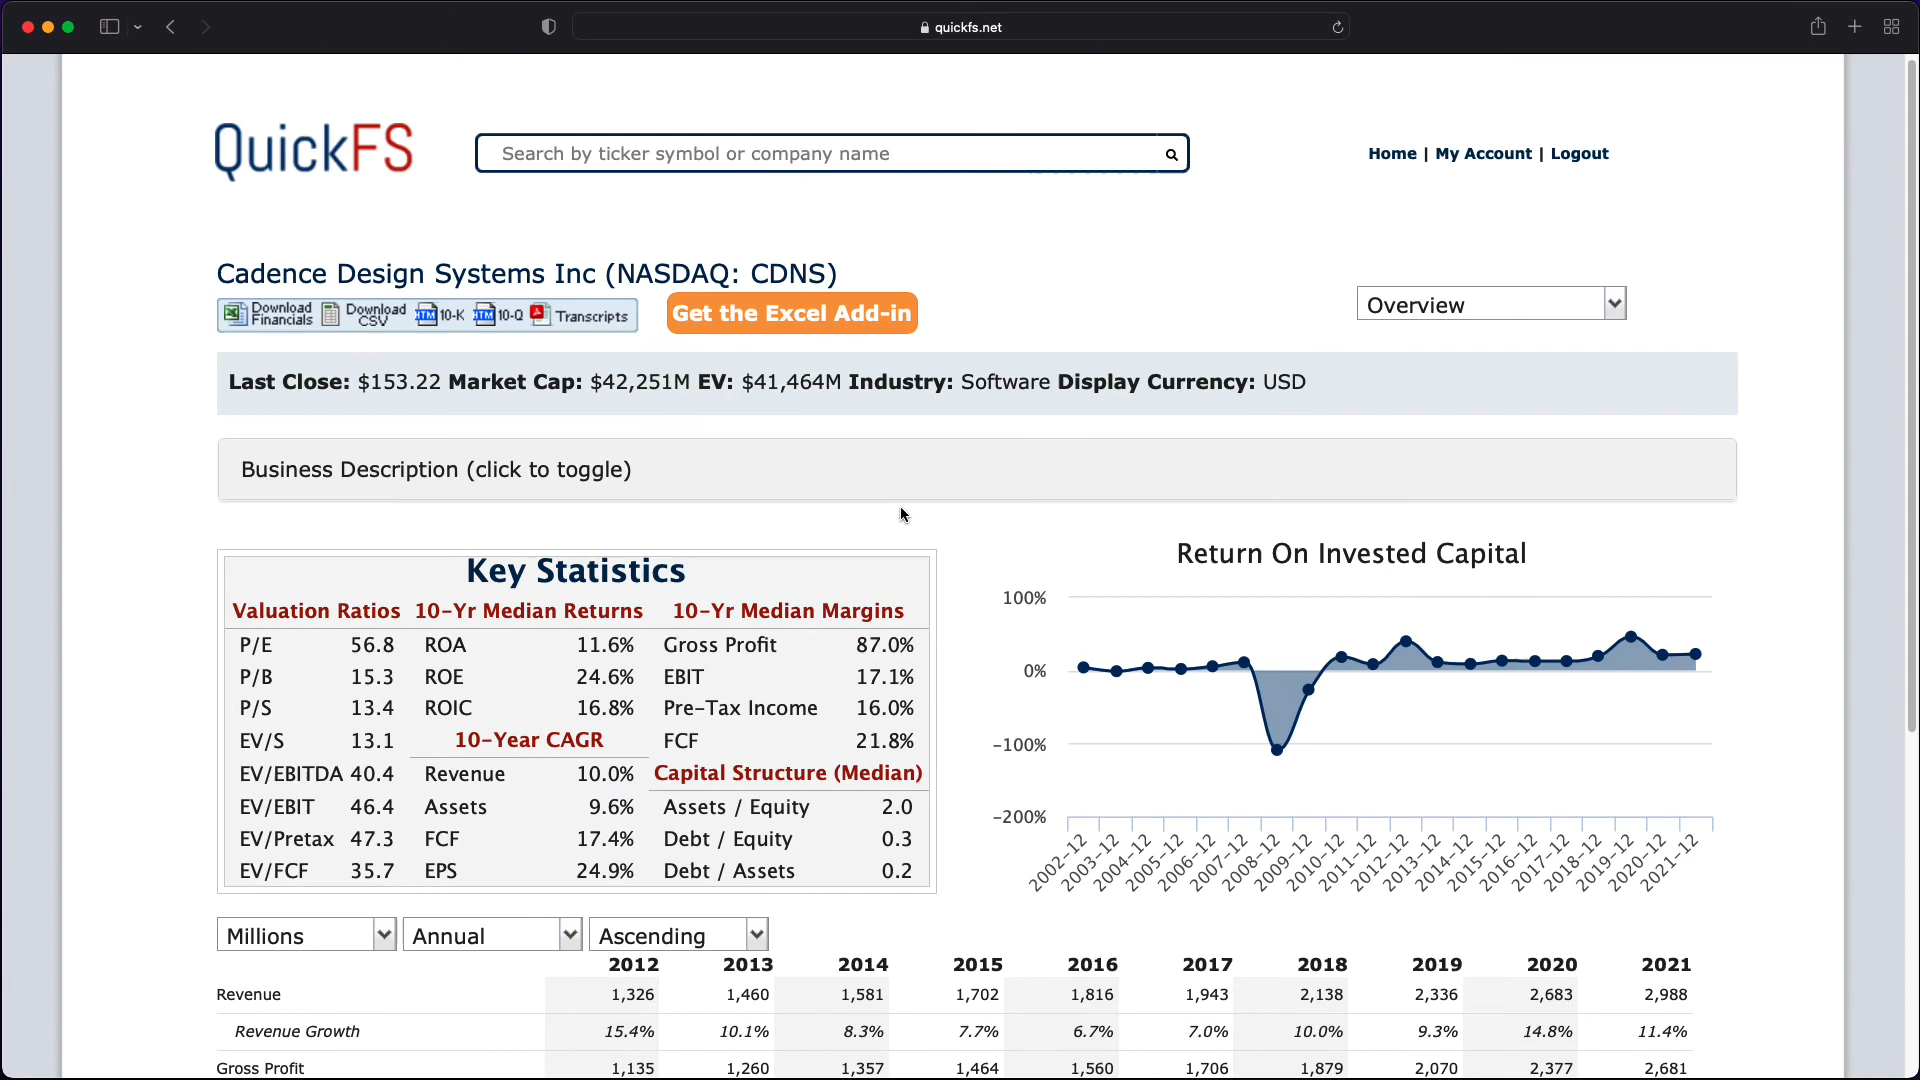 quickfs.net
QuickFS
Search by ticker symbol or company name
Home | My Account | Logout
Cadence Design Systems Inc (NASDAQ: CDNS)
Download Financials Download CSV 10-K 10-Q Transcripts
Get the Excel Add-in
Overview
Last Close: $153.22 Market Cap: $42,251M EV: $41,464M Industry: Software Display Currency: USD
Business Description (click to toggle)
Key Statistics
Valuation Ratios 10-Yr Median Returns 10-Yr Median Margins
P/E 56.8 ROA 11.6% Gross Profit 87.0%
P/B 15.3 ROE 24.6% EBIT 17.1%
P/S 13.4 ROIC 16.8% Pre-Tax Income 16.0%
EV/S 13.1 10-Year CAGR FCF 21.8%
EV/EBITDA 40.4 Revenue 10.0% Capital Structure (Median)
EV/EBIT 46.4 Assets 9.6% Assets / Equity 2.0
EV/Pretax 47.3 FCF 17.4% Debt / Equity 0.3
EV/FCF 35.7 EPS 24.9% Debt / Assets 0.2
Return On Invested Capital
100%
0%
-100%
-200%
2002-12 2003-12 2004-12 2005-12 2006-12 2007-12 2008-12 2009-12 2010-12 2011-12 2012-12 2013-12 2014-12 2015-12 2016-12 2017-12 2018-12 2019-12 2020-12 2021-12
Millions Annual Ascending
2012 2013 2014 2015 2016 2017 2018 2019 2020 2021
Revenue 1,326 1,460 1,581 1,702 1,816 1,943 2,138 2,336 2,683 2,988
Revenue Growth 15.4% 10.1% 8.3% 7.7% 6.7% 7.0% 10.0% 9.3% 14.8% 11.4%
Gross Profit 1,135 1,260 1,357 1,464 1,560 1,706 1,879 2,070 2,377 2,681